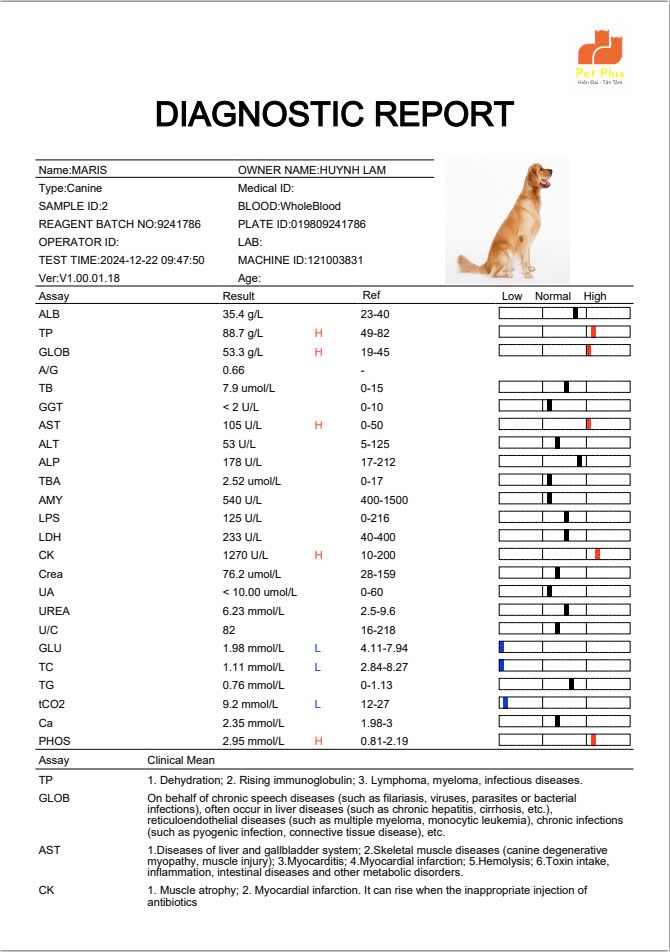 Pet Plus
Hiện Đại - Tận Tâm
DIAGNOSTIC REPORT
Name:MARIS OWNER NAME:HUYNH LAM
Type:Canine Medical ID:
SAMPLE ID:2 BLOOD:WholeBlood
REAGENT BATCH NO:9241786 PLATE ID:019809241786
OPERATOR ID: LAB:
TEST TIME:2024-12-22 09:47:50 MACHINE ID:121003831
Ver:V1.00.01.18 Age:
Assay Result Ref Low Normal High
ALB 35.4 g/L 23-40
TP 88.7 g/L H 49-82
GLOB 53.3 g/L H 19-45
A/G 0.66 -
TB 7.9 umol/L 0-15
GGT < 2 U/L 0-10
AST 105 U/L H 0-50
ALT 53 U/L 5-125
ALP 178 U/L 17-212
TBA 2.52 umol/L 0-17
AMY 540 U/L 400-1500
LPS 125 U/L 0-216
LDH 233 U/L 40-400
CK 1270 U/L H 10-200
Crea 76.2 umol/L 28-159
UA < 10.00 umol/L 0-60
UREA 6.23 mmol/L 2.5-9.6
U/C 82 16-218
GLU 1.98 mmol/L L 4.11-7.94
TC 1.11 mmol/L L 2.84-8.27
TG 0.76 mmol/L 0-1.13
tCO2 9.2 mmol/L L 12-27
Ca 2.35 mmol/L 1.98-3
PHOS 2.95 mmol/L H 0.81-2.19
Assay Clinical Mean
TP 1. Dehydration; 2. Rising immunoglobulin; 3. Lymphoma, myeloma, infectious diseases.
GLOB On behalf of chronic speech diseases (such as filariasis, viruses, parasites or bacterial
infections), often occur in liver diseases (such as chronic hepatitis, cirrhosis, etc.),
reticuloendothelial diseases (such as multiple myeloma, monocytic leukemia), chronic infections
(such as pyogenic infection, connective tissue disease), etc.
AST 1.Diseases of liver and gallbladder system; 2.Skeletal muscle diseases (canine degenerative
myopathy, muscle injury); 3.Myocarditis; 4.Myocardial infarction; 5.Hemolysis; 6.Toxin intake,
inflammation, intestinal diseases and other metabolic disorders.
CK 1. Muscle atrophy; 2. Myocardial infarction. It can rise when the inappropriate injection of
antibiotics